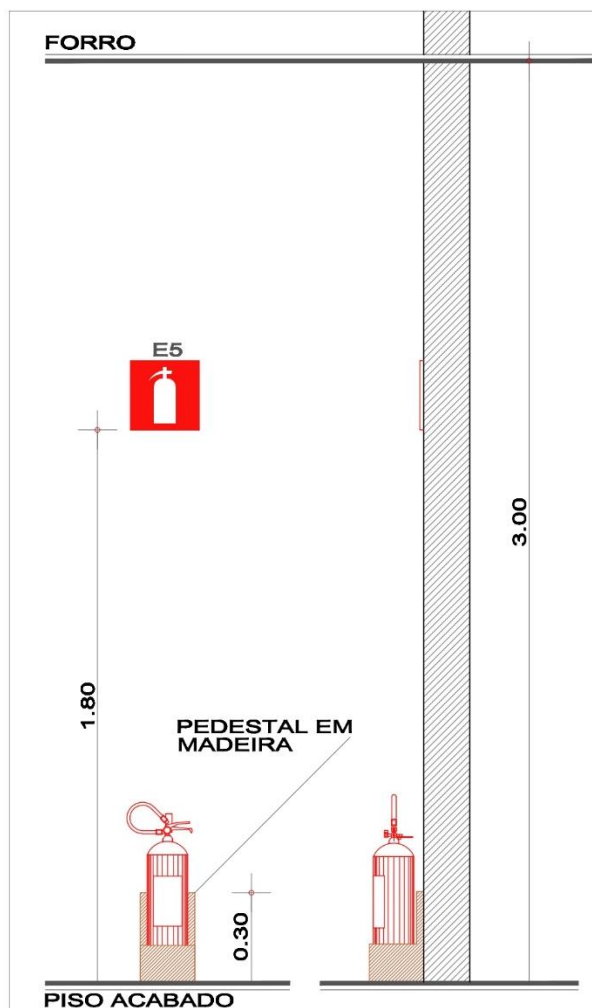 FORRO
E5
3.00
1.80
PEDESTAL EM
MADEIRA
0.30
PISO ACABADO